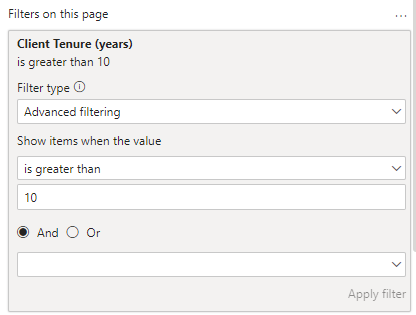 Filters on this page
...
Client Tenure (years)
is greater than 10
Filter type
Advanced filtering
Show items when the value
is greater than
10
And Or
Apply filter